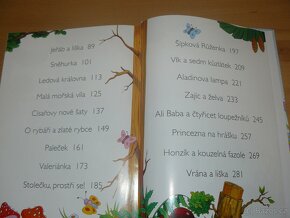 Jeřáb a liška 89
Sněhurka 101
Ledová královna 113
Malá mořská víla 125
Císařovy nové šaty 137
O rybáři a zlaté rybce 149
Paleček 161
Valeriánka 173
Stolečku, prostři se! 185
Šípková Růženka 197
Vlk a sedm kůzlátek 209
Aladinova lampa 221
Zajíc a želva 233
Ali Baba a čtyřicet loupežníků 245
Princezna na hrášku 257
Honzík a kouzelná fazole 269
Vrána a liška 281